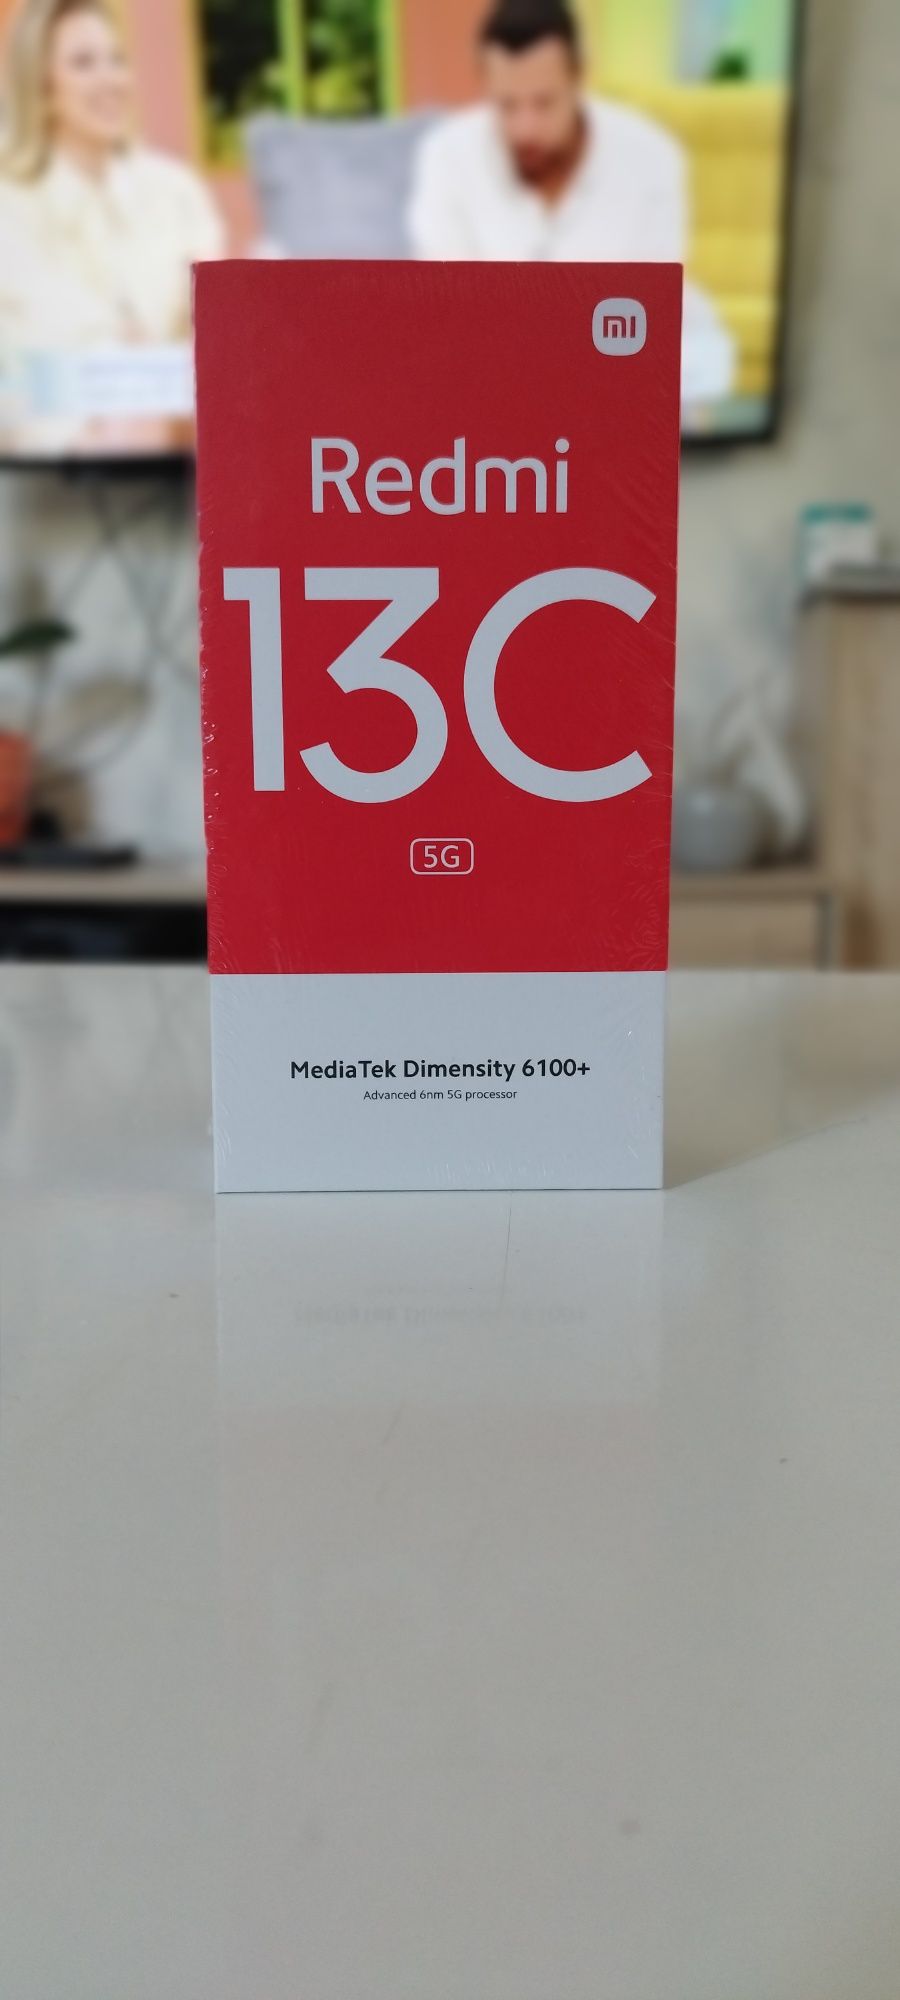 mi
Redmi
13C
5G
MediaTek Dimensity 6100+
Advanced 6nm 5G processor